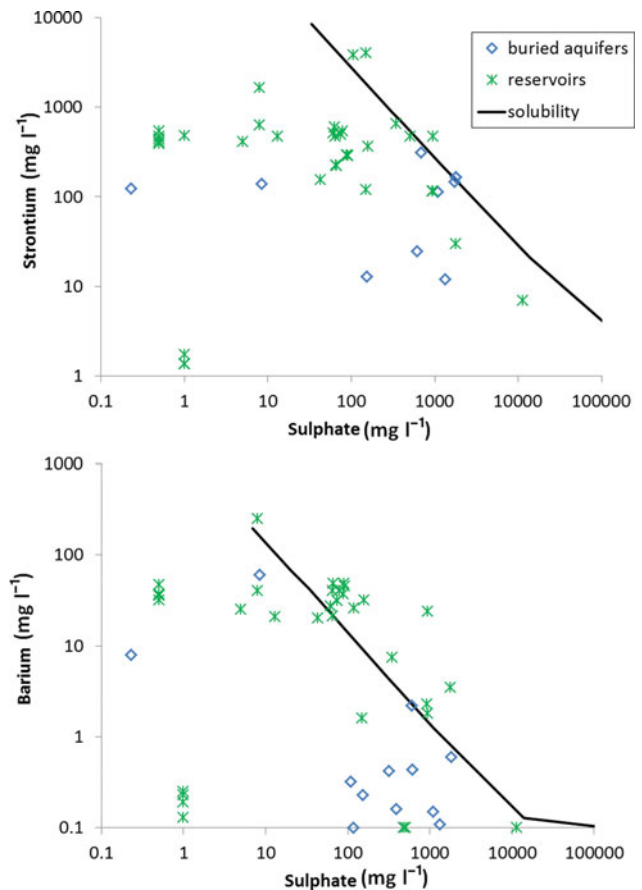 10000
buried aquifers
reservoirs
solubility
1000
100
10
1
0.1 1 10 100 1000 10000 100000
Strontium (mg l⁻¹)
Sulphate (mg l⁻¹)
1000
100
10
1
0.1
0.1 1 10 100 1000 10000 100000
Barium (mg l⁻¹)
Sulphate (mg l⁻¹)